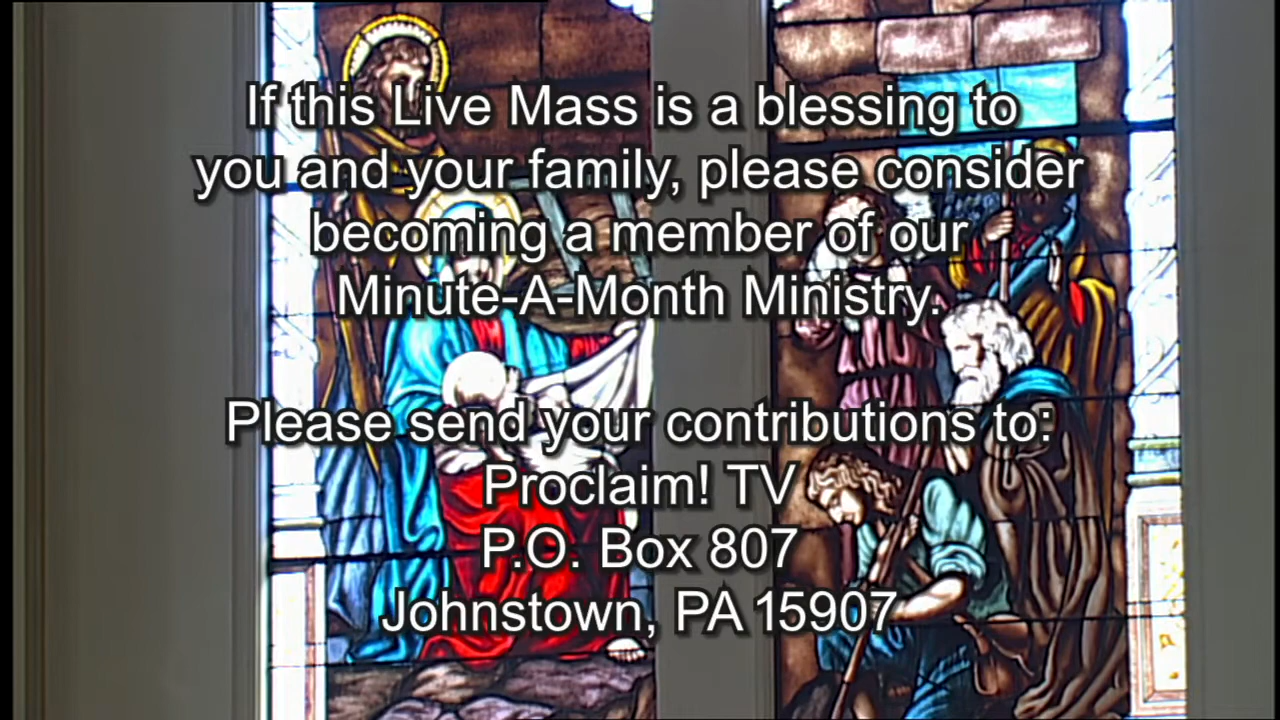 If this Live Mass is a blessing to
you and your family, please consider
becoming a member of our
Minute-A-Month Ministry.
Please send your contributions to:
Proclaim! TV
P.O. Box 807
Johnstown, PA 15907